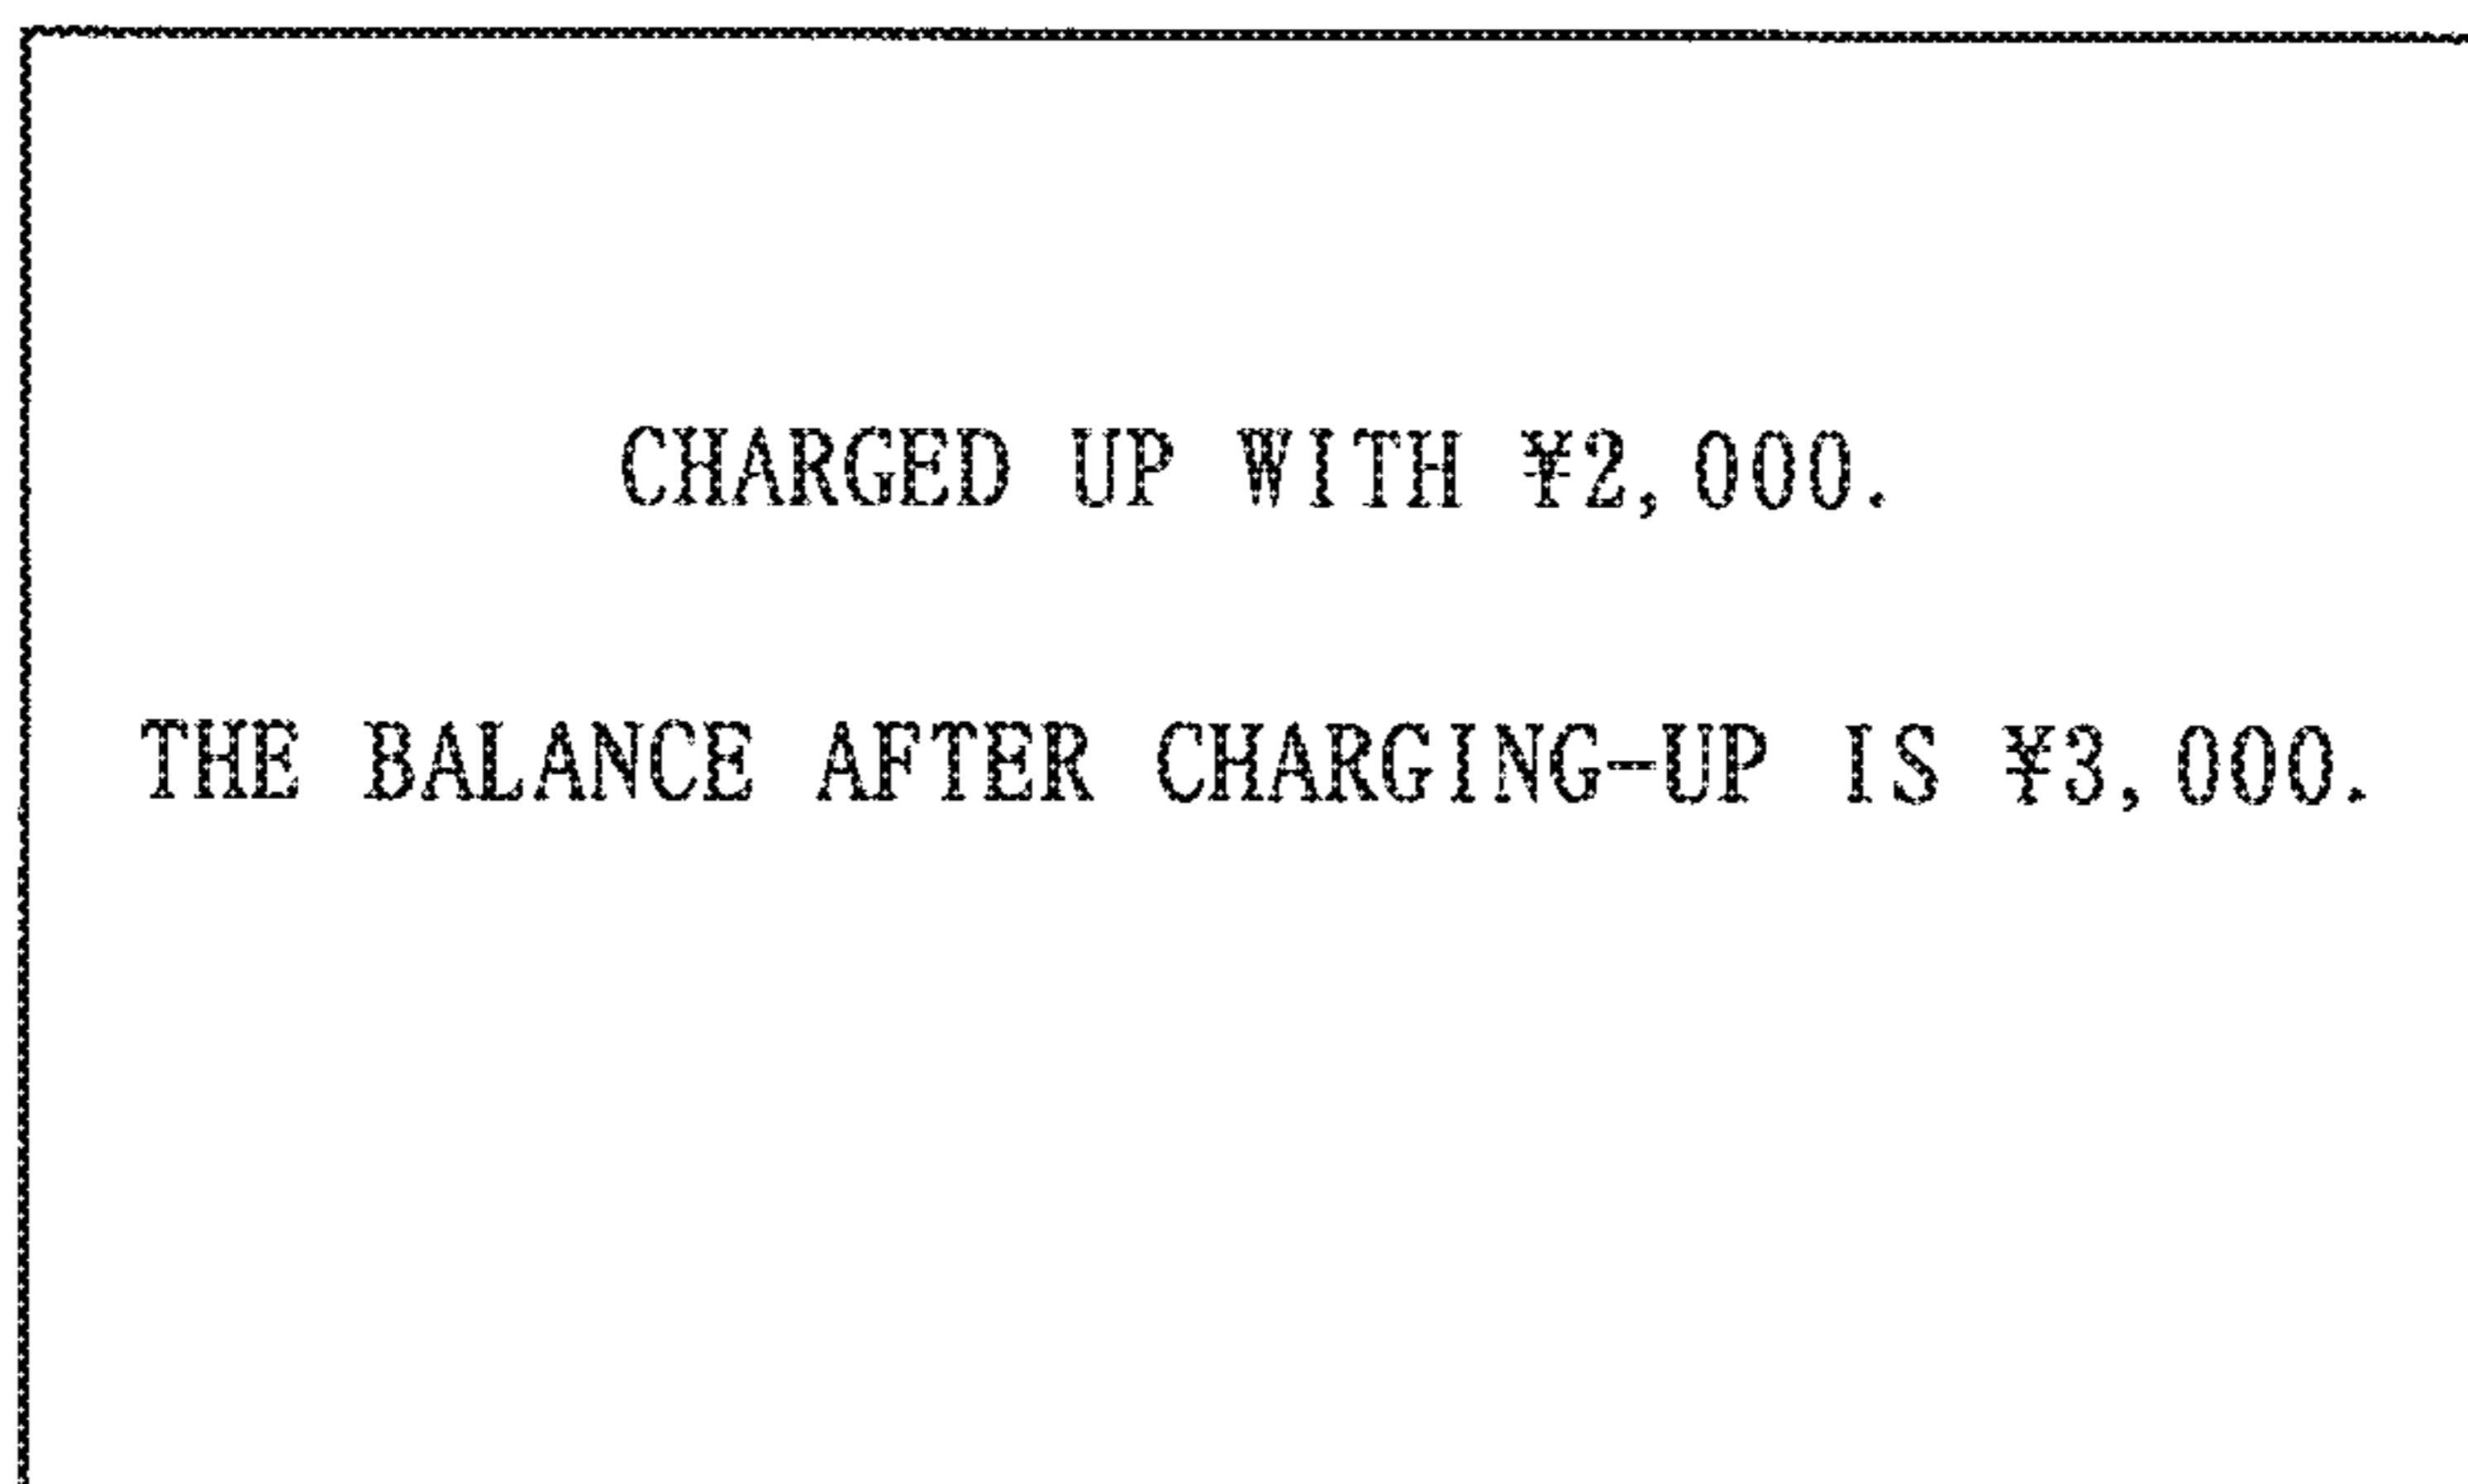 CHARGED UP WITH ¥2,000.
THE BALANCE AFTER CHARGING-UP IS ¥3,000.